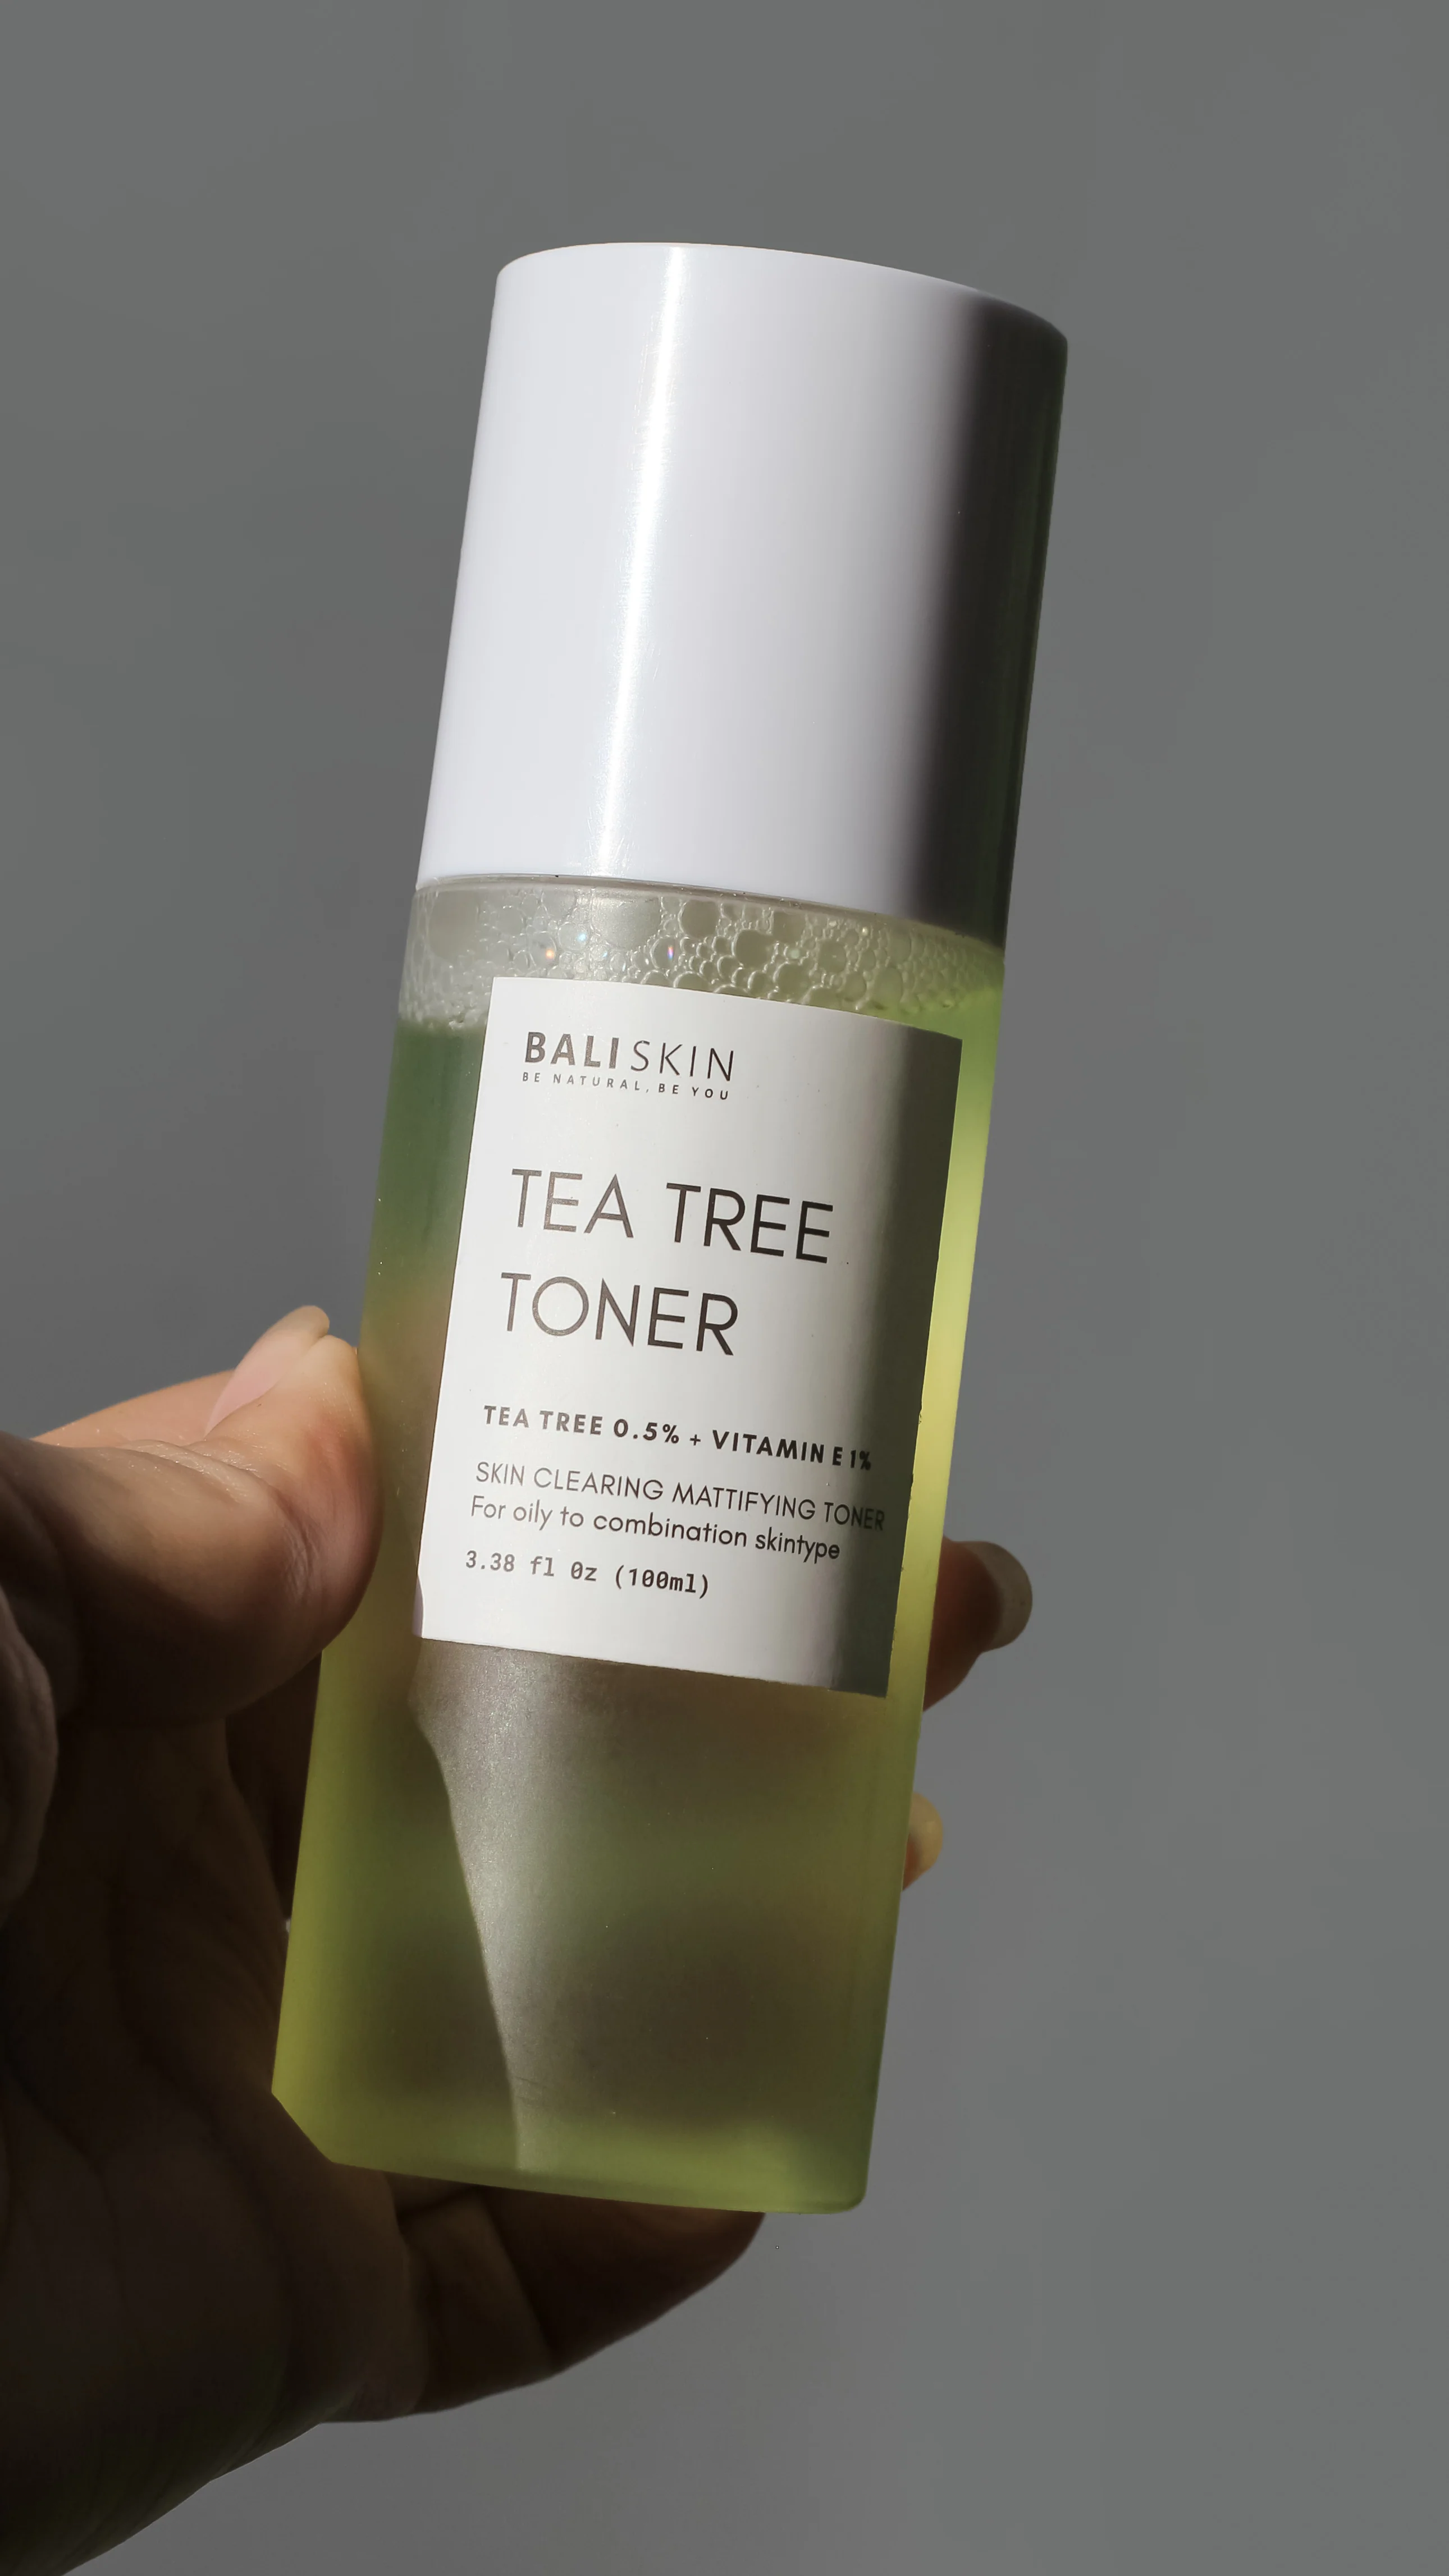 BALISKIN
BE NATURAL, BE YOU
TEA TREE
TONER
TEA TREE 0.5% + VITAMIN E 1%
SKIN CLEARING MATTIFYING TONER
For oily to combination skintype
3.38 fl 0z (100ml)